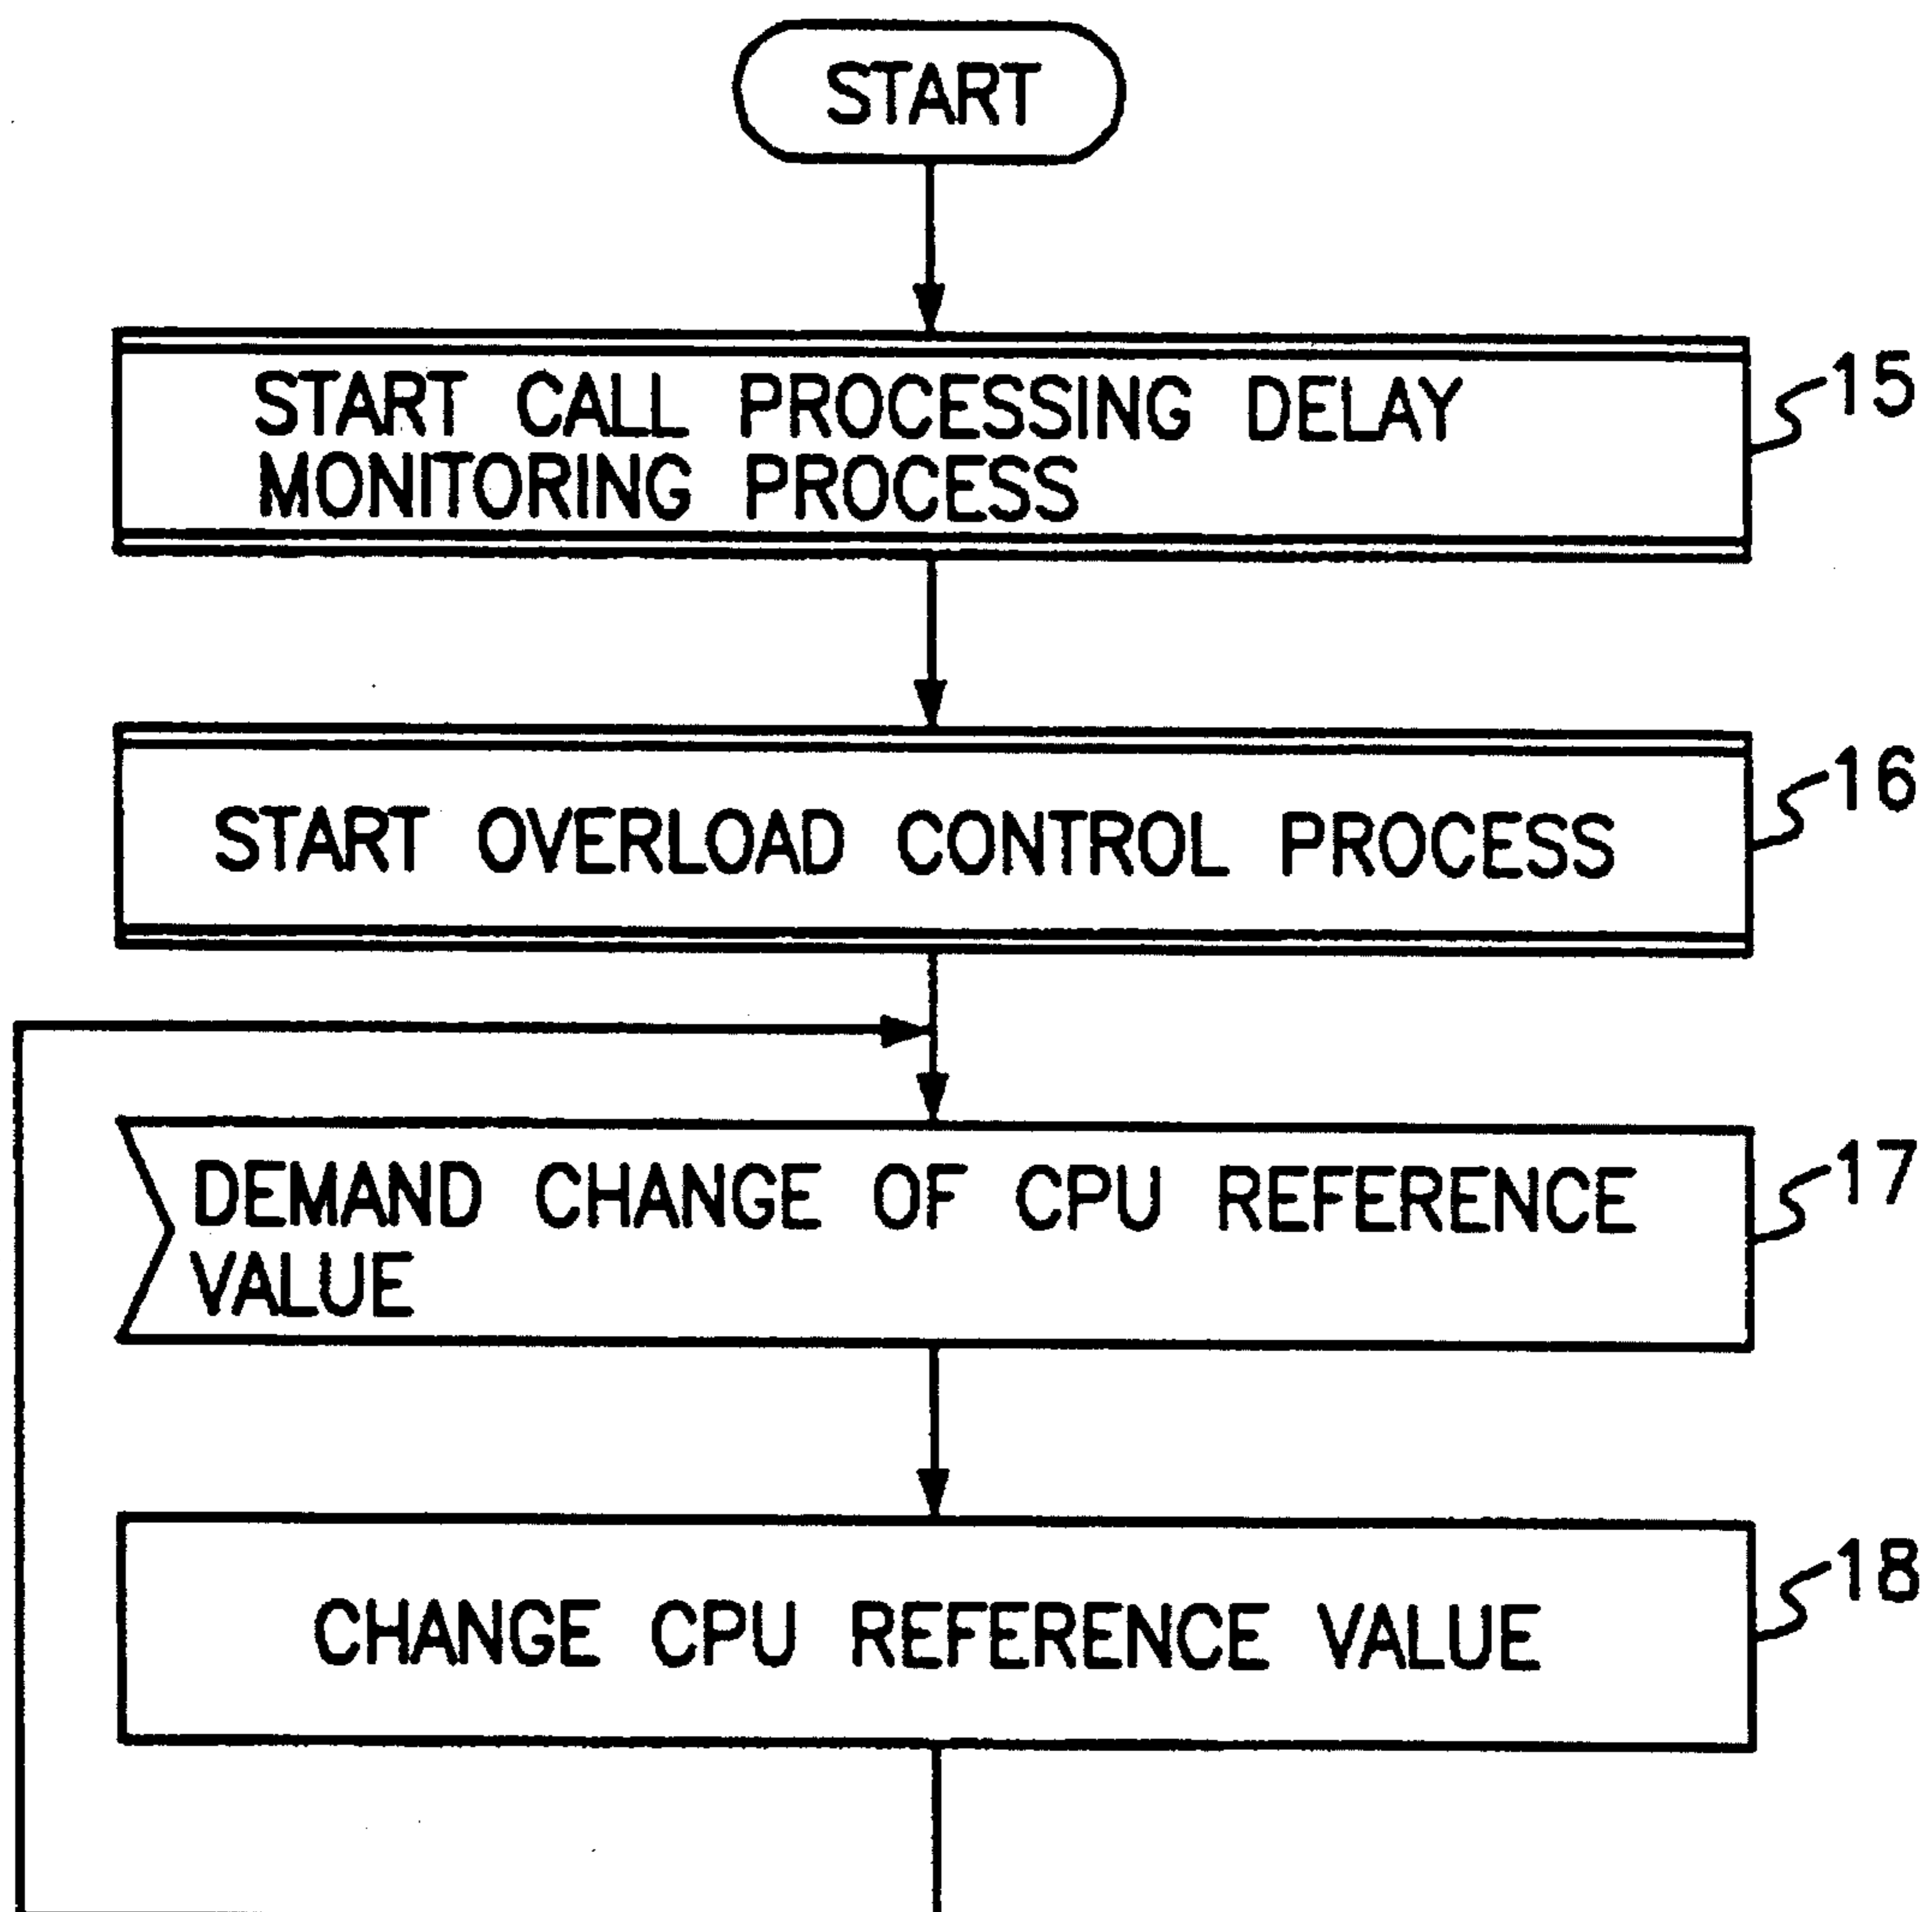 START
START CALL PROCESSING DELAY
MONITORING PROCESS
15
START OVERLOAD CONTROL PROCESS
16
DEMAND CHANGE OF CPU REFERENCE
VALUE
17
CHANGE CPU REFERENCE VALUE
18